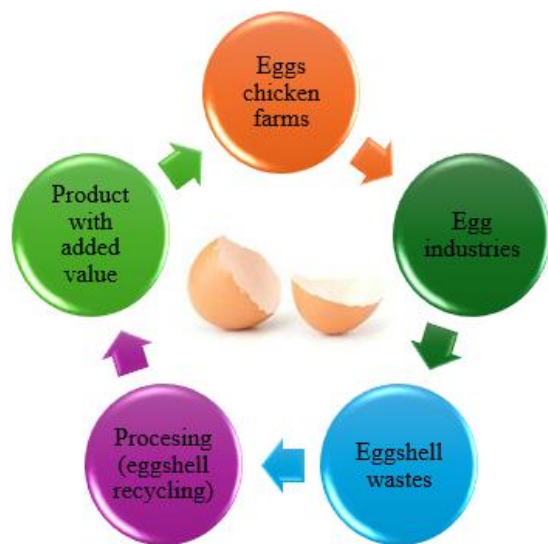 Eggs
chicken
farms
Egg
industries
Eggshell
wastes
Procesing
(eggshell
recycling)
Product
with
added
value